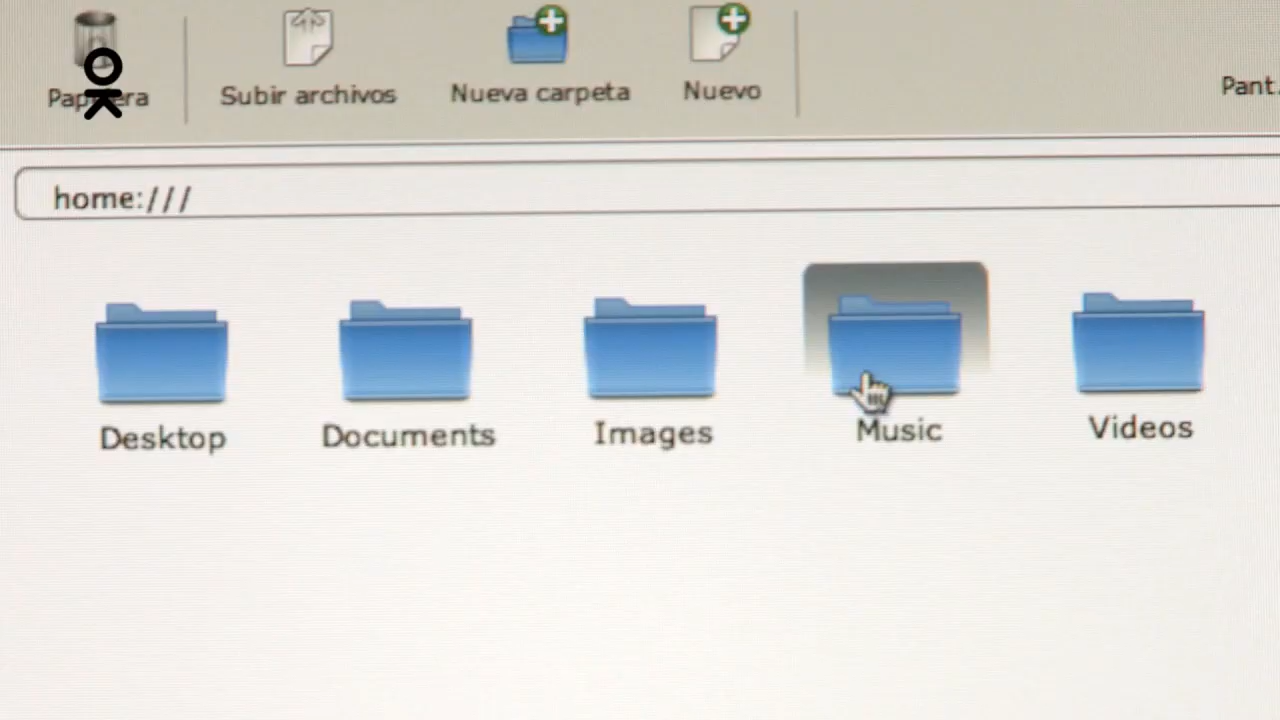 Papelera
Subir archivos
Nueva carpeta
Nuevo
Pant.
home:///
Desktop
Documents
Images
Music
Videos